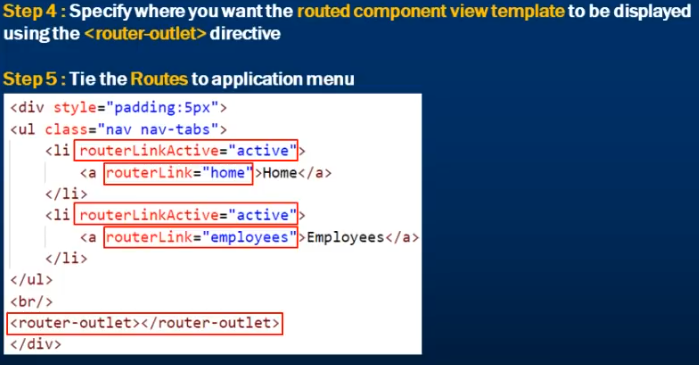 Step 4 : Specify where you want the routed component view template to be displayed
using the <router-outlet> directive
Step 5 : Tie the Routes to application menu
<div style="padding:5px">
<ul class="nav nav-tabs">
<li routerLinkActive="active">
<a routerLink="home">Home</a>
</li>
<li routerLinkActive="active">
<a routerLink="employees">Employees</a>
</li>
</ul>
<br/>
<router-outlet></router-outlet>
</div>